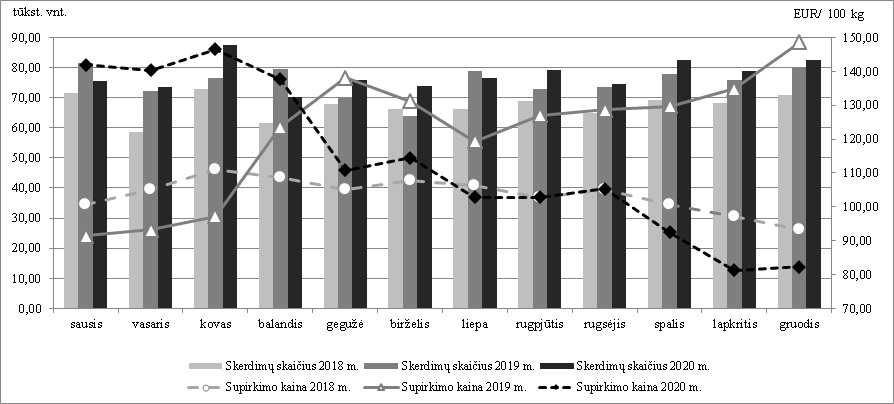 tūkst. vnt. EUR/ 100 kg
90,00 150,00
80,00 140,00
70,00 130,00
60,00 120,00
50,00 110,00
40,00 100,00
30,00 90,00
20,00
10,00 80,00
0,00 70,00
sausis vasaris kovas balandis gegužė birželis liepa rugpjūtis rugsėjis spalis lapkritis gruodis
Skerdimų skaičius 2018 m. Skerdimų skaičius 2019 m. Skerdimų skaičius 2020 m.
Supirkimo kaina 2018 m. Supirkimo kaina 2019 m. Supirkimo kaina 2020 m.